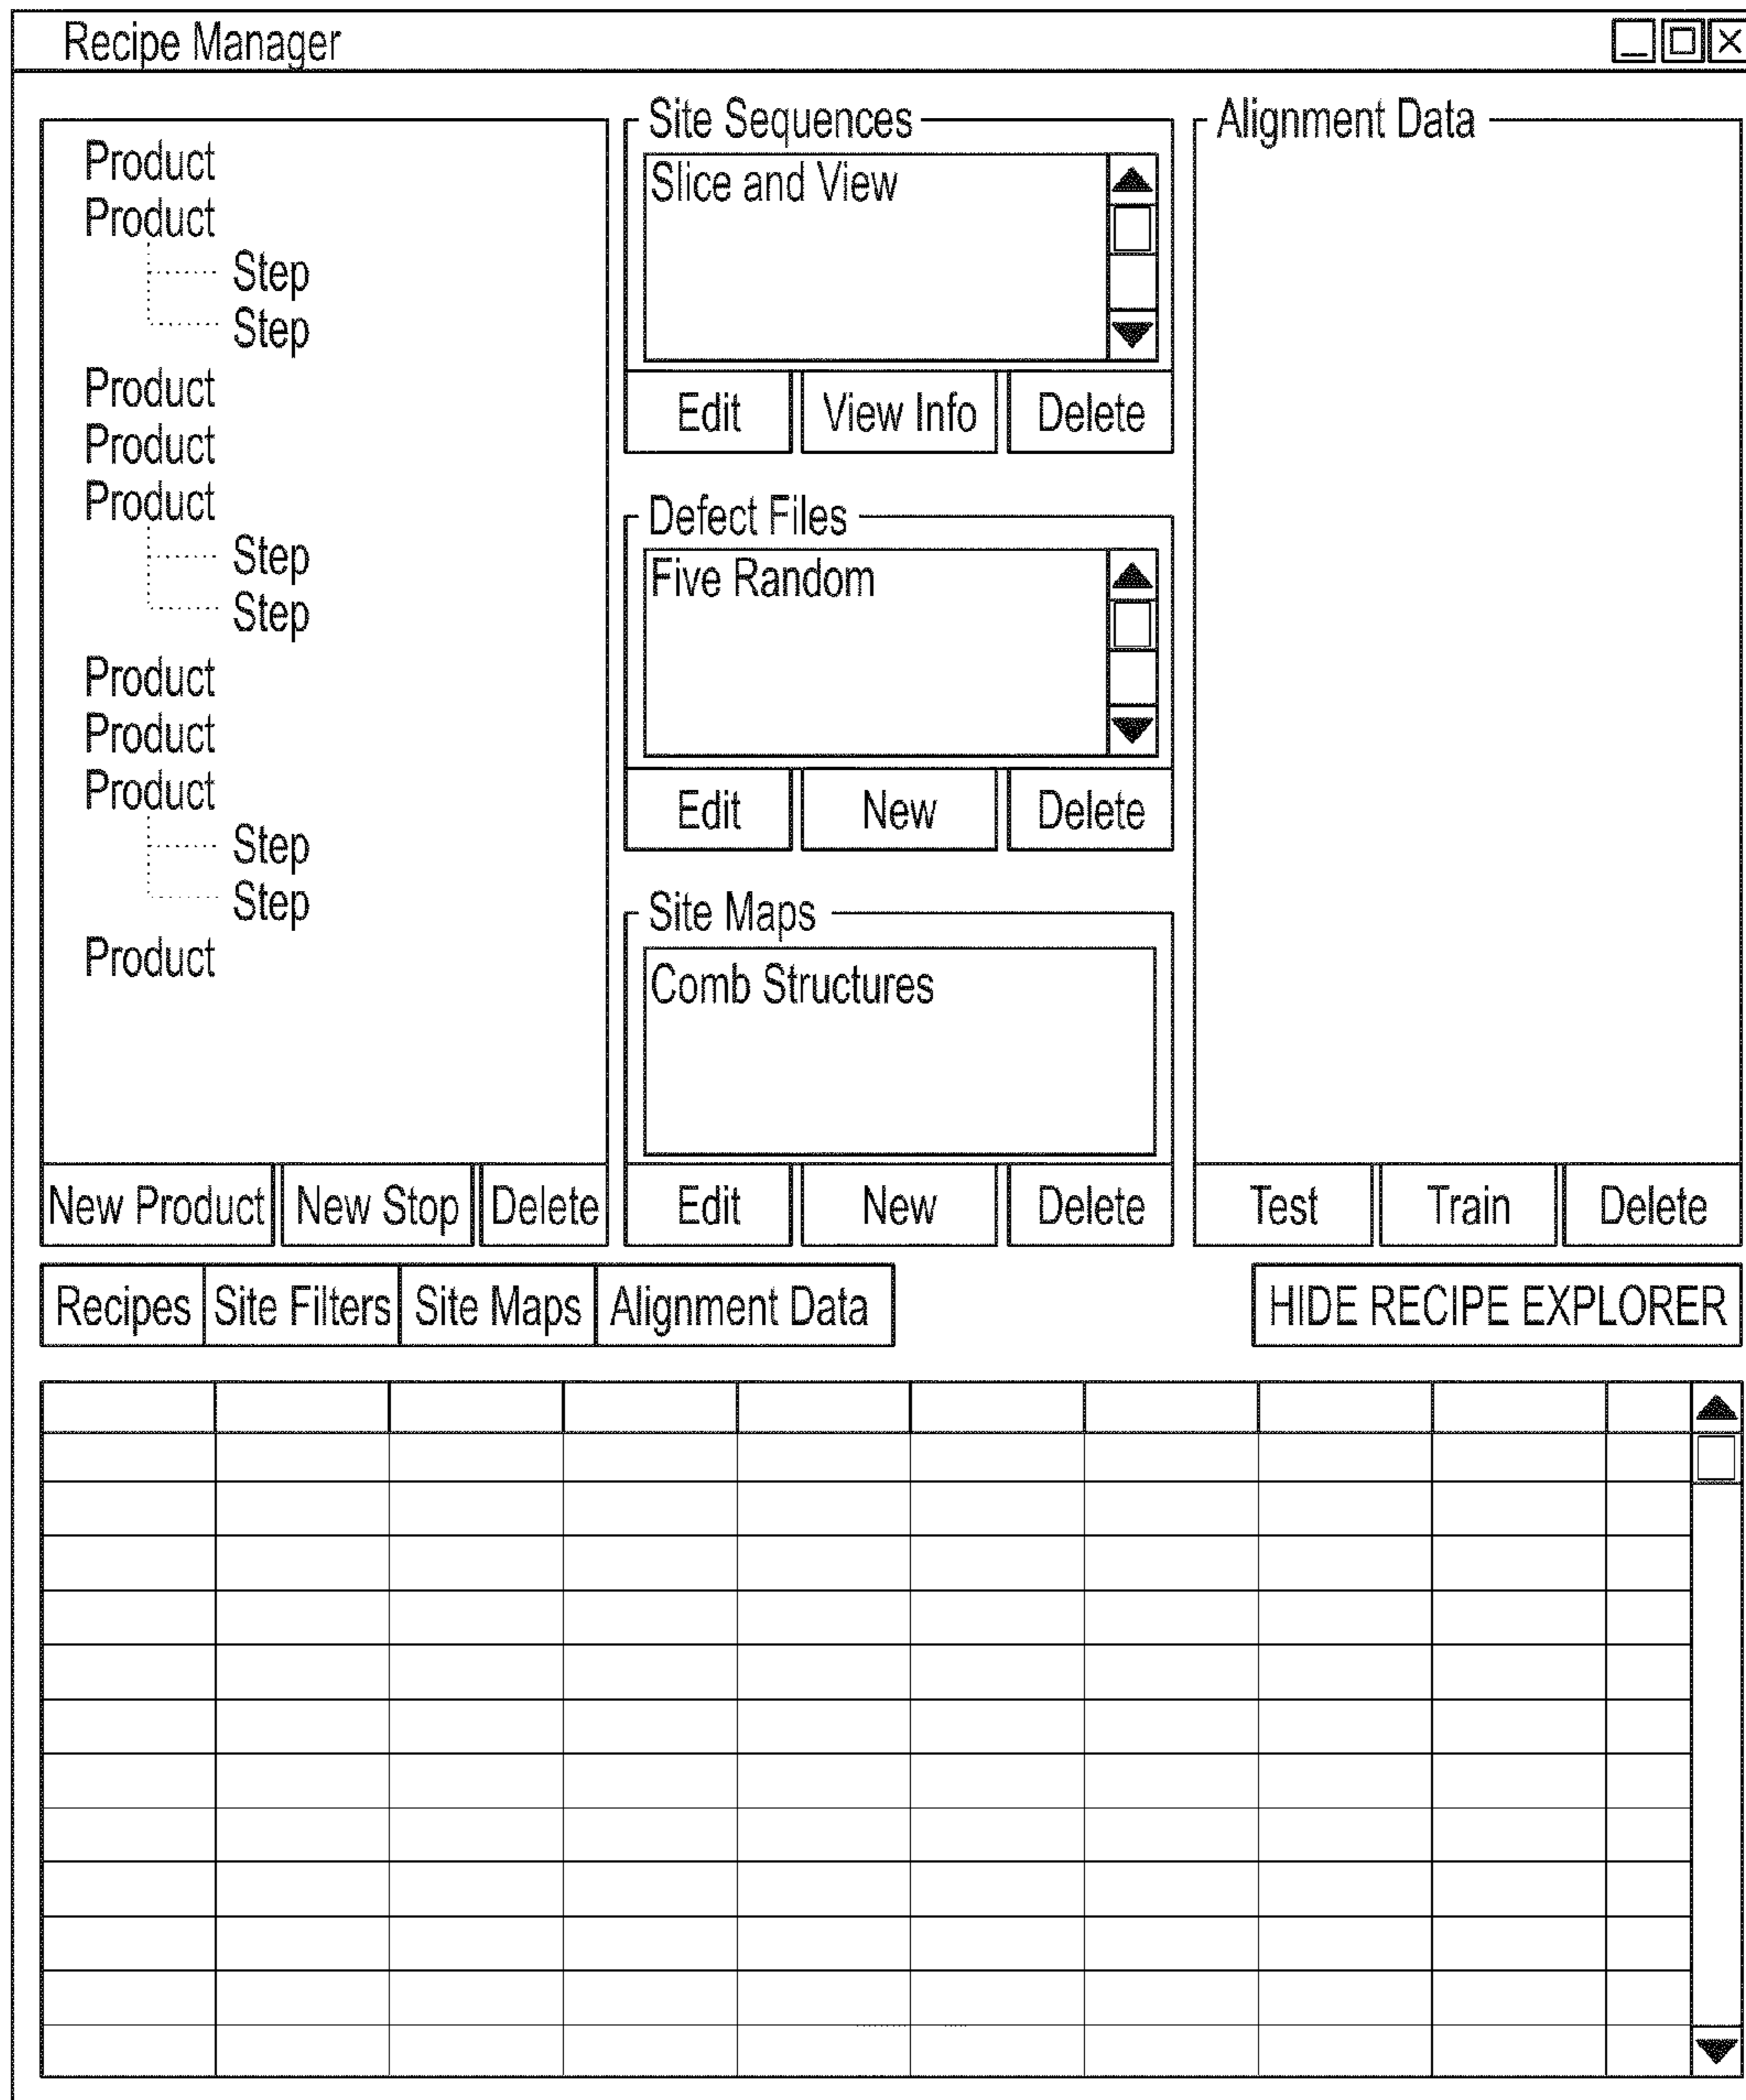 Recipe Manager
Product
Product
Step
Step
Product
Product
Product
Step
Step
Product
Product
Product
Step
Step
Product
New Product New Stop Delete
Site Sequences
Slice and View
Edit View Info Delete
Defect Files
Five Random
Edit New Delete
Site Maps
Comb Structures
Edit New Delete
Alignment Data
Test Train Delete
Recipes Site Filters Site Maps Alignment Data
HIDE RECIPE EXPLORER